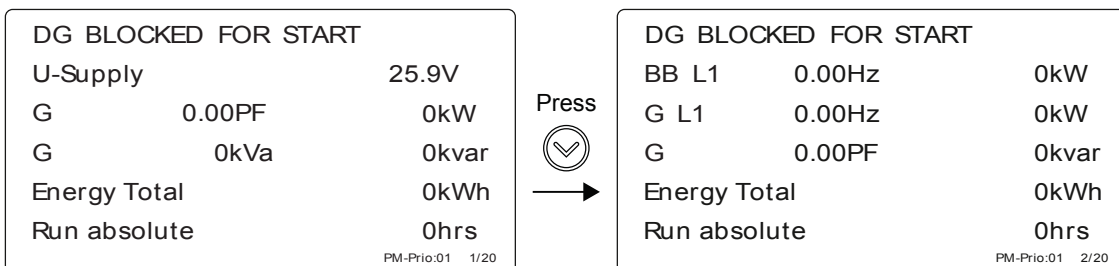 DG BLOCKED FOR START
U-Supply 25.9V
G 0.00PF 0kW
G 0kVa 0kvar
Energy Total 0kWh
Run absolute 0hrs
PM-Prio:01 1/20
Press
DG BLOCKED FOR START
BB L1 0.00Hz 0kW
G L1 0.00Hz 0kW
G 0.00PF 0kvar
Energy Total 0kWh
Run absolute 0hrs
PM-Prio:01 2/20